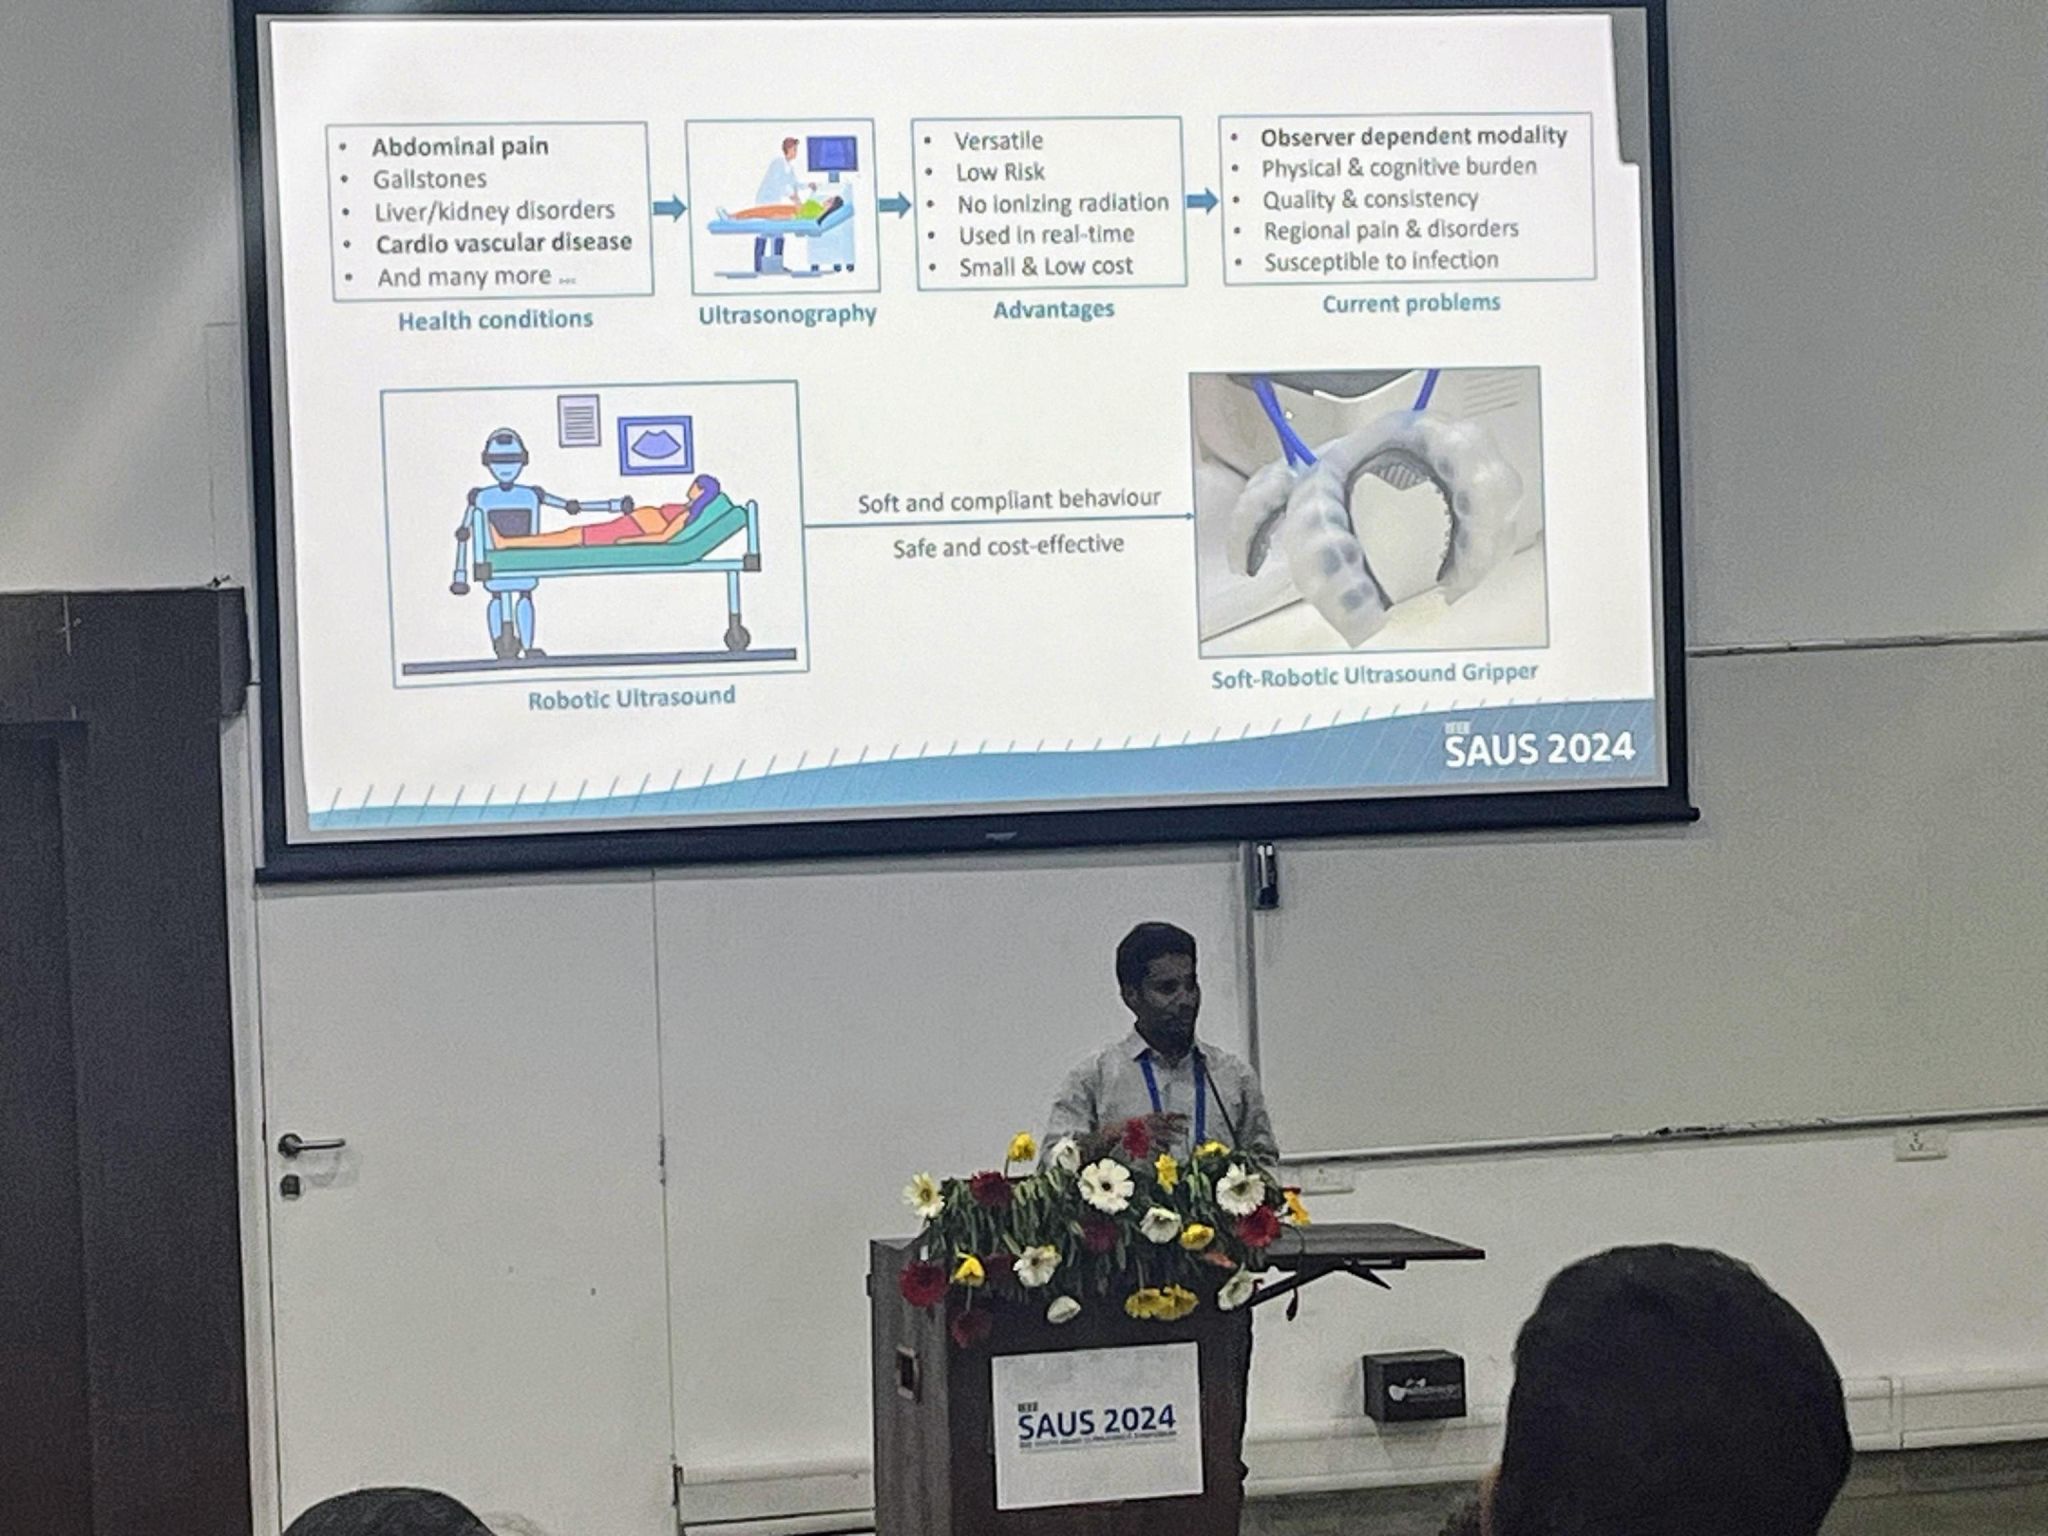 • Abdominal pain
• Gallstones
• Liver/kidney disorders
• Cardio vascular disease
• And many more ...
Health conditions
Ultrasonography
• Versatile
• Low Risk
• No ionizing radiation
• Used in real-time
• Small & Low cost
Advantages
• Observer dependent modality
• Physical & cognitive burden
• Quality & consistency
• Regional pain & disorders
• Susceptible to infection
Current problems
Robotic Ultrasound
Soft and compliant behaviour
Safe and cost-effective
Soft-Robotic Ultrasound Gripper
IEEE
SAUS 2024
IEEE
SAUS 2024